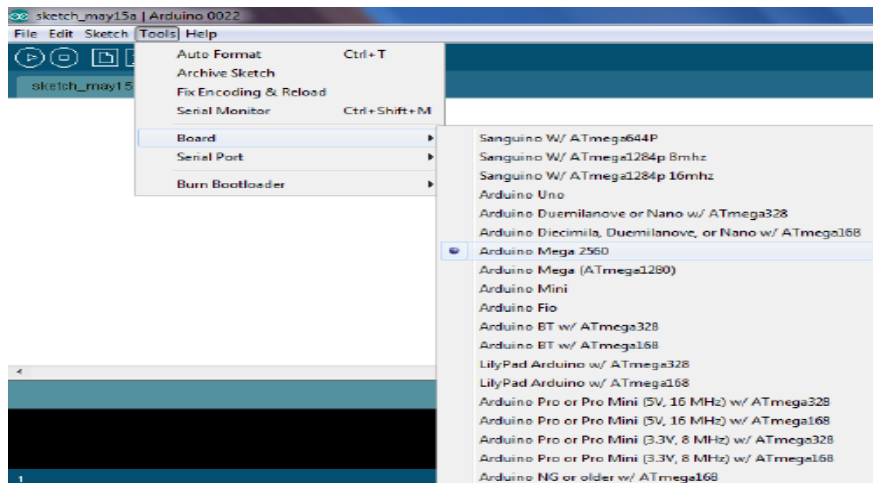 sketch_may15a | Arduino 0022
File Edit Sketch Tools Help
Auto Format Ctrl+T
Archive Sketch
sketch_may15
Fix Encoding & Reload
Serial Monitor Ctrl+Shift+M
Board
Serial Port
Burn Bootloader
Sanguino W/ ATmega644P
Sanguino W/ ATmega1284p 8mhz
Sanguino W/ ATmega1284p 16mhz
Arduino Uno
Arduino Duemilanove or Nano w/ ATmega328
Arduino Diecimila, Duemilanove, or Nano w/ ATmega168
Arduino Mega 2560
Arduino Mega (ATmega1280)
Arduino Mini
Arduino Fio
Arduino BT w/ ATmega328
Arduino BT w/ ATmega168
LilyPad Arduino w/ ATmega328
LilyPad Arduino w/ ATmega168
Arduino Pro or Pro Mini (5V, 16 MHz) w/ ATmega328
Arduino Pro or Pro Mini (5V, 16 MHz) w/ ATmega168
Arduino Pro or Pro Mini (3.3V, 8 MHz) w/ ATmega328
Arduino Pro or Pro Mini (3.3V, 8 MHz) w/ ATmega168
Arduino NG or older w/ ATmega168
1